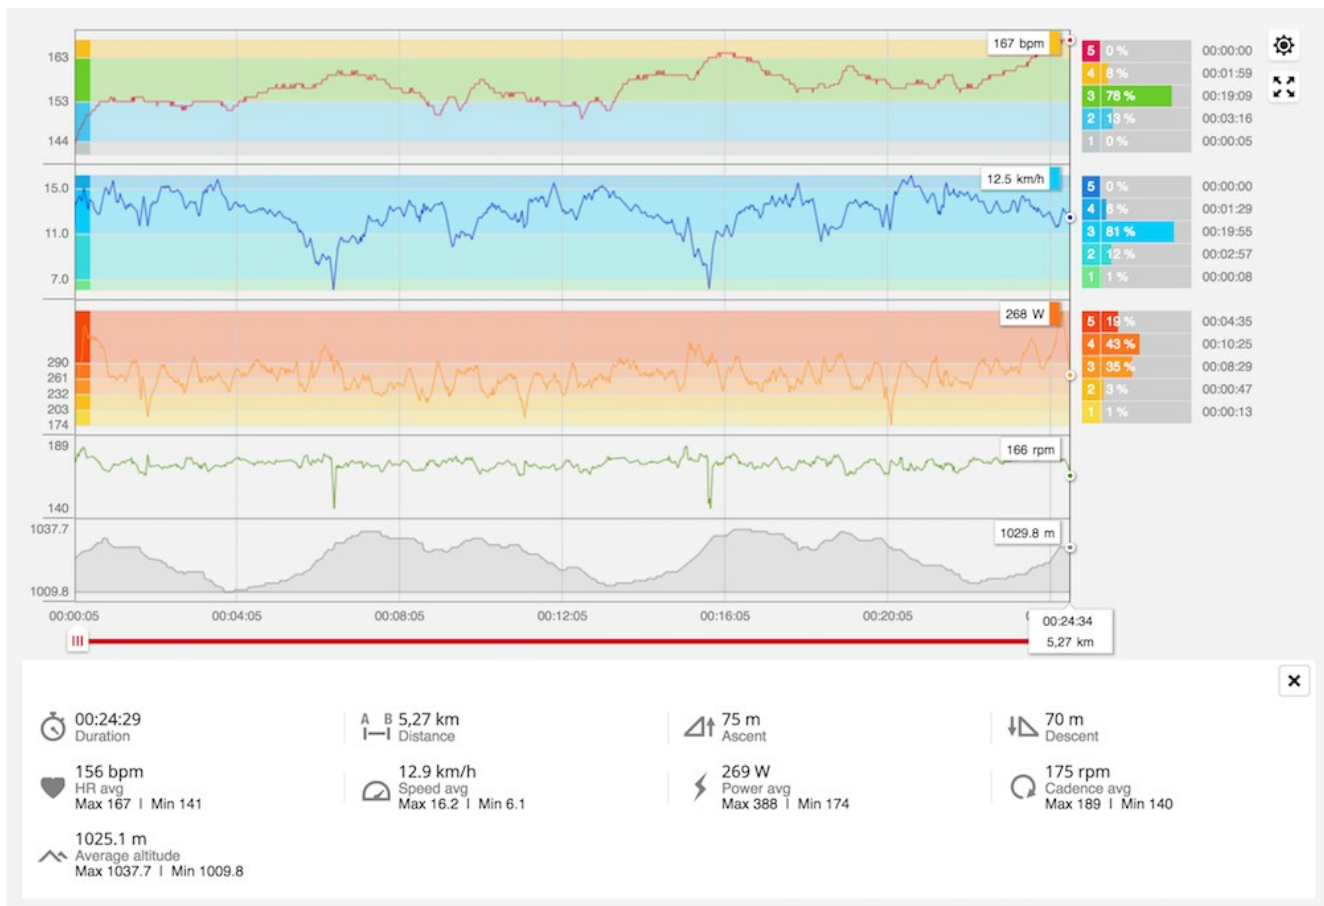 163
153
144
167 bpm
5 0 % 00:00:00
4 8 % 00:01:59
3 78 % 00:19:09
2 13 % 00:03:16
1 0 % 00:00:05
15.0
11.0
7.0
12.5 km/h
5 0 % 00:00:00
4 6 % 00:01:29
3 81 % 00:19:55
2 12 % 00:02:57
1 1 % 00:00:08
290
261
232
203
174
268 W
5 19 % 00:04:35
4 43 % 00:10:25
3 35 % 00:08:29
2 3 % 00:00:47
1 1 % 00:00:13
189
140
166 rpm
1037.7
1009.8
1029.8 m
00:00:05 00:04:05 00:08:05 00:12:05 00:16:05 00:20:05
00:24:34
5,27 km
00:24:29
Duration
A B 5,27 km
Distance
75 m
Ascent
70 m
Descent
156 bpm
HR avg
Max 167 | Min 141
12.9 km/h
Speed avg
Max 16.2 | Min 6.1
269 W
Power avg
Max 388 | Min 174
175 rpm
Cadence avg
Max 189 | Min 140
1025.1 m
Average altitude
Max 1037.7 | Min 1009.8